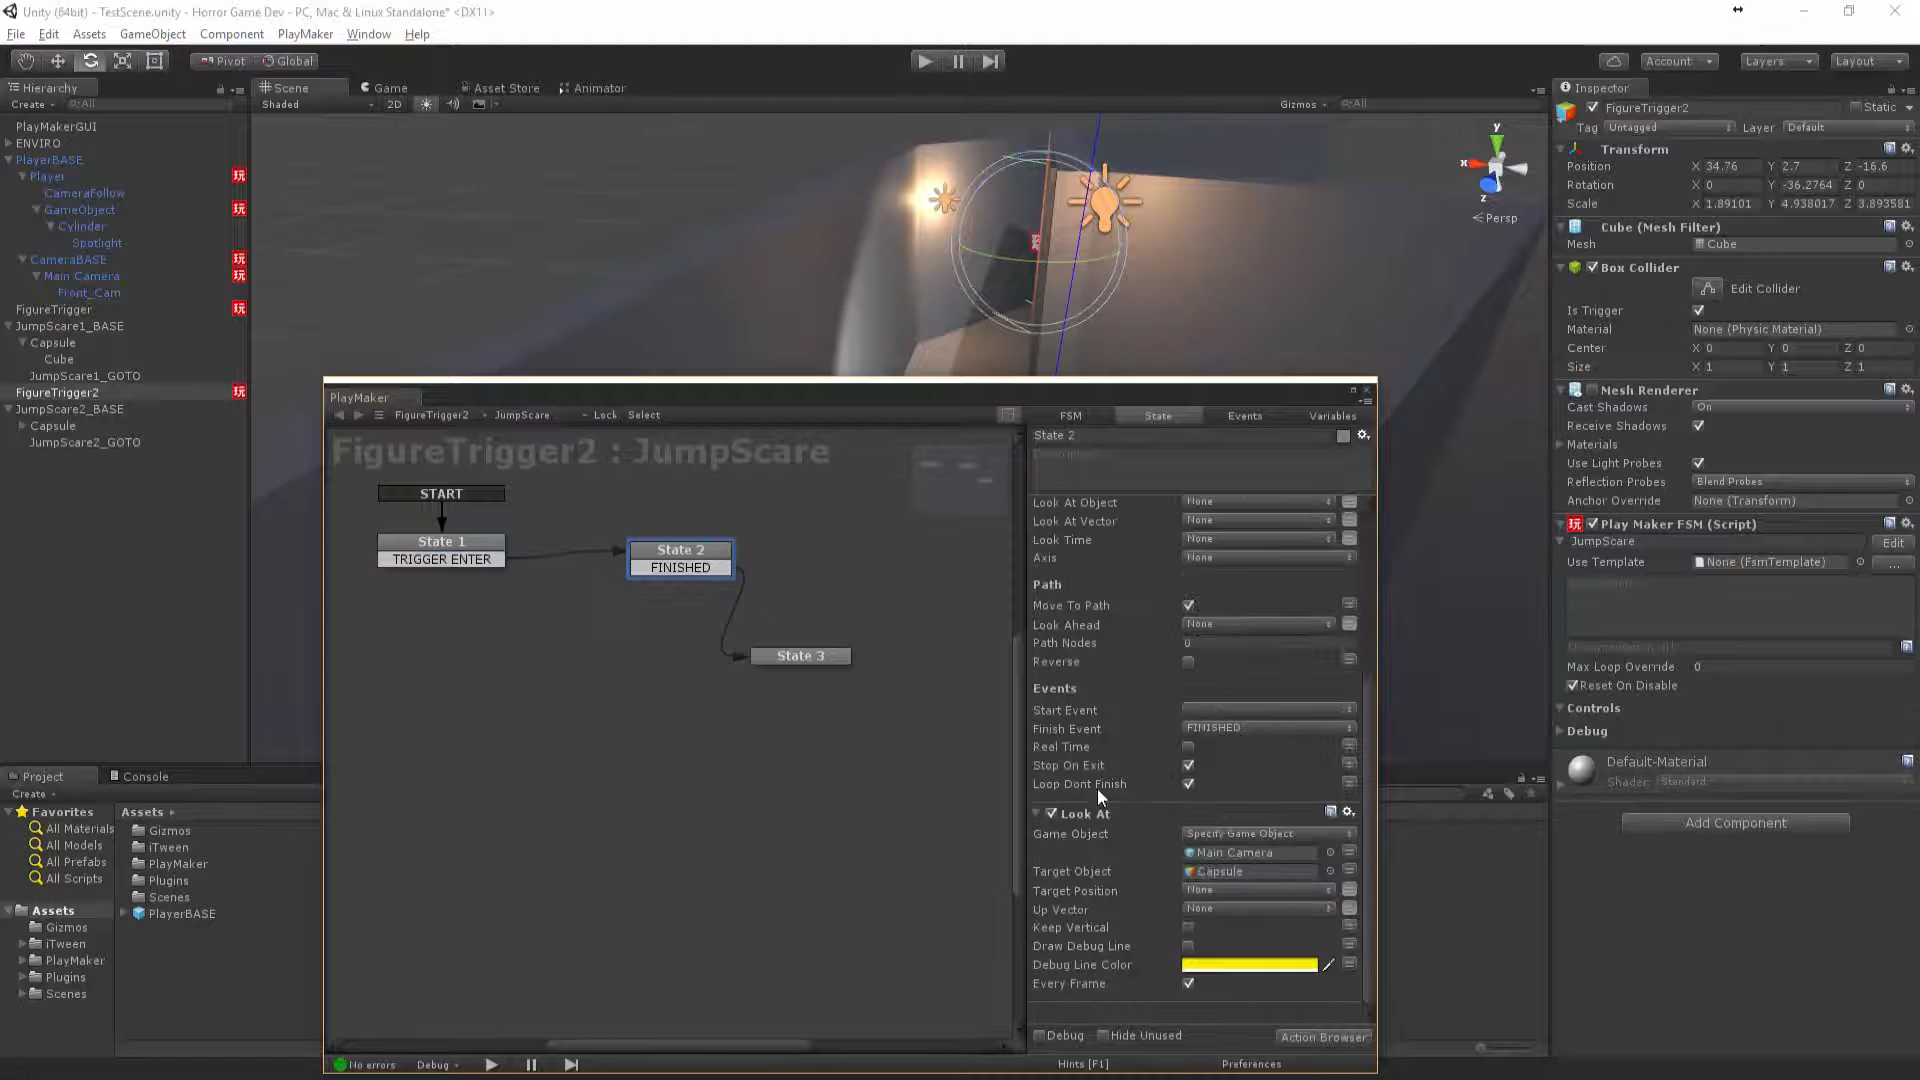 Unity (64bit) - TestScene.unity - Horror Game Dev - PC, Mac & Linux Standalone* <DX11>
File Edit Assets GameObject Component PlayMaker Window Help
Pivot Global
Account Layers Layout
Hierarchy
Create All
PlayMakerGUI
ENVIRO
PlayerBASE
Player
CameraFollow
GameObject
Cylinder
Spotlight
CameraBASE
Main Camera
Front_Cam
FigureTrigger
JumpScare1_BASE
Capsule
Cube
JumpScare1_GOTO
FigureTrigger2
JumpScare2_BASE
Capsule
JumpScare2_GOTO
Scene Game Asset Store Animator
Shaded 2D Gizmos All
y
x
z
Persp
PlayMaker
FigureTrigger2 JumpScare Lock Select
FSM State Events Variables
FigureTrigger2 : JumpScare
START
State 1
TRIGGER ENTER
State 2
FINISHED
State 3
State 2
Description...
Look At Object None
Look At Vector None
Look Time None
Axis None
Path
Move To Path
Look Ahead None
Path Nodes 0
Reverse
Events
Start Event
Finish Event FINISHED
Real Time
Stop On Exit
Loop Dont Finish
Look At
Game Object Specify Game Object
Main Camera
Target Object Capsule
Target Position None
Up Vector None
Keep Vertical
Draw Debug Line
Debug Line Color
Every Frame
Debug Hide Unused Action Browser
No errors Debug Hints [F1] Preferences
Inspector
FigureTrigger2 Static
Tag Untagged Layer Default
Transform
Position X 34.76 Y 2.7 Z -16.6
Rotation X 0 Y -36.2764 Z 0
Scale X 1.89101 Y 4.938017 Z 3.893581
Cube (Mesh Filter)
Mesh Cube
Box Collider
Edit Collider
Is Trigger
Material None (Physic Material)
Center X 0 Y 0 Z 0
Size X 1 Y 1 Z 1
Mesh Renderer
Cast Shadows On
Receive Shadows
Materials
Use Light Probes
Reflection Probes Blend Probes
Anchor Override None (Transform)
玩 Play Maker FSM (Script)
JumpScare Edit
Use Template None (FsmTemplate) ...
Max Loop Override 0
Reset On Disable
Controls
Debug
Default-Material
Shader Standard
Add Component
Project Console
Create
Favorites
All Materials
All Models
All Prefabs
All Scripts
Assets
Gizmos
iTween
PlayMaker
Plugins
Scenes
Assets
Gizmos
iTween
PlayMaker
Plugins
Scenes
PlayerBASE